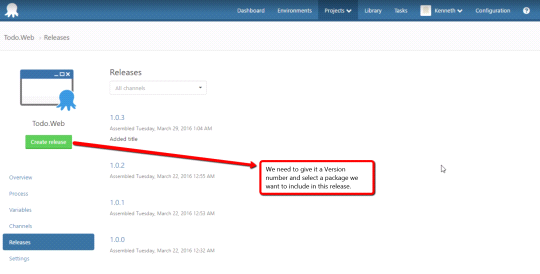 Dashboard Environments Projects Library Tasks Kenneth Configuration
Todo.Web Releases
Releases
All channels
Todo.Web
Create release
1.0.3
Assembled Tuesday, March 29, 2016 1:04 AM
Added title
1.0.2
Assembled Tuesday, March 22, 2016 12:55 AM
1.0.1
Assembled Tuesday, March 22, 2016 12:53 AM
1.0.0
Assembled Tuesday, March 22, 2016 12:32 AM
We need to give it a Version
number and select a package we
want to include in this release.
Overview
Process
Variables
Channels
Releases
Settings